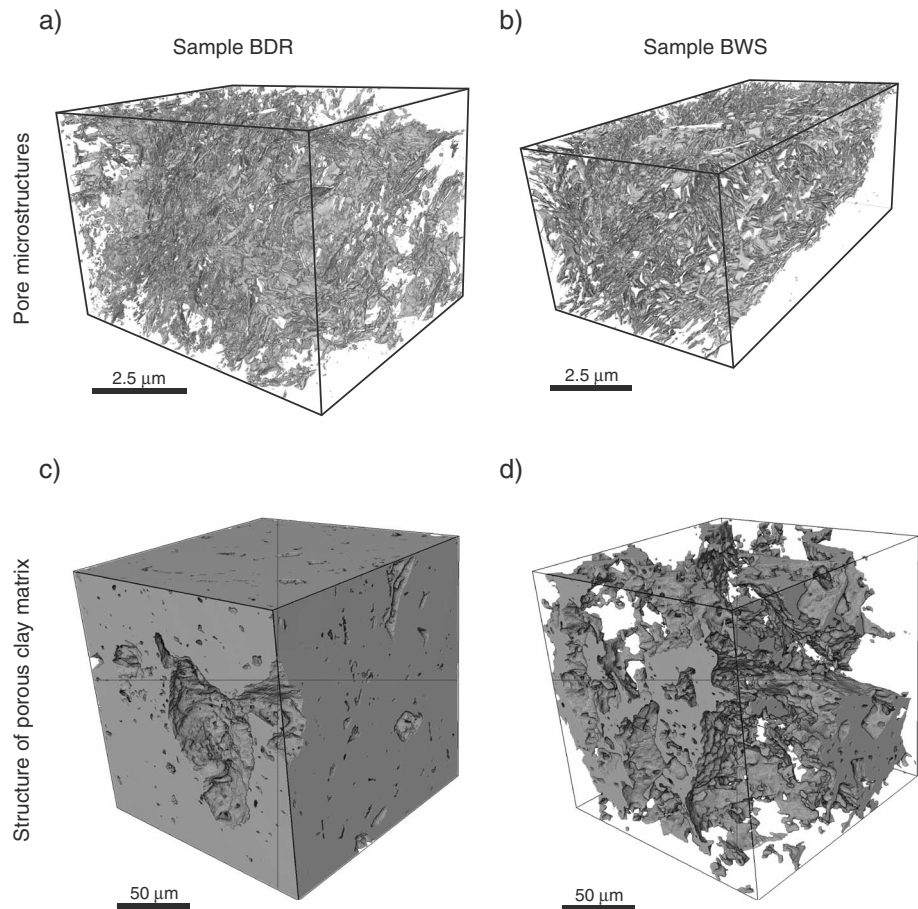 a)
Sample BDR
b)
Sample BWS
Pore microstructures
2.5 μm
2.5 μm
c)
d)
Structure of porous clay matrix
50 μm
50 μm